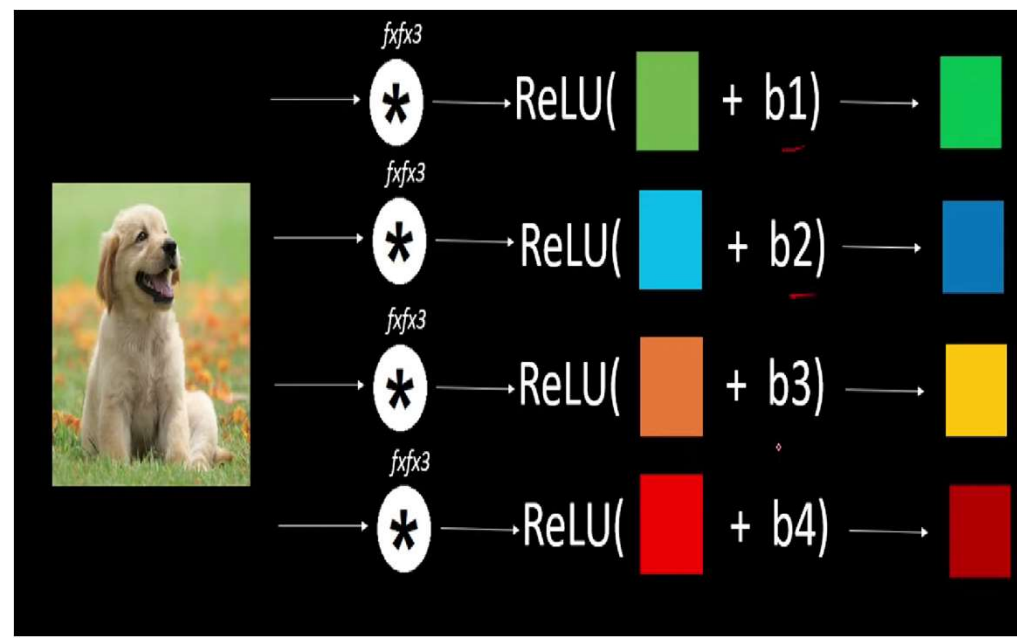 fxfx3
* ReLU( + b1)
fxfx3
* ReLU( + b2)
fxfx3
* ReLU( + b3)
fxfx3
* ReLU( + b4)